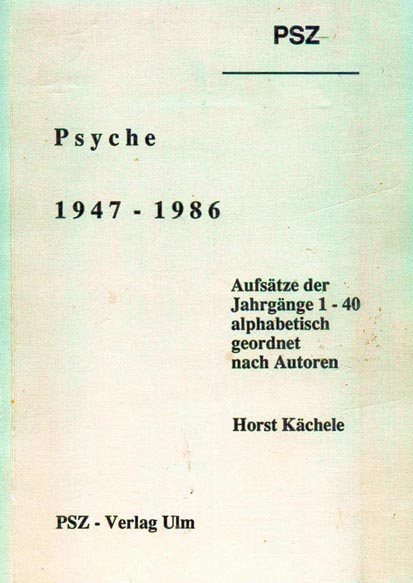 PSZ
Psyche
1947 - 1986
Aufsätze der
Jahrgänge 1 - 40
alphabetisch
geordnet
nach Autoren
Horst Kächele
PSZ - Verlag Ulm